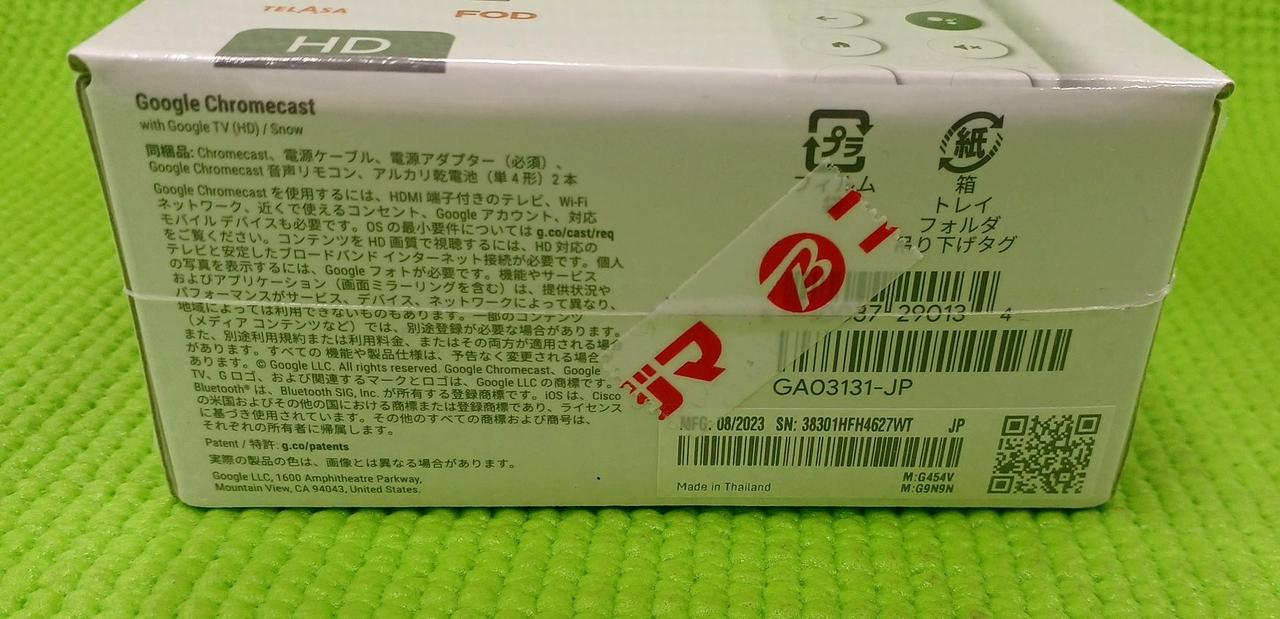 TELASA
FOD
HD
Google Chromecast
with Google TV (HD) / Snow
同梱品: Chromecast、電源ケーブル、電源アダプター（必須）、
Google Chromecast 音声リモコン、アルカリ乾電池（単4形）2本
Google Chromecast を使用するには、HDMI 端子付きのテレビ、Wi-Fi
ネットワーク、近くで使えるコンセント、Google アカウント、対応
モバイル デバイスも必要です。OS の最小要件については g.co/cast/req
をご覧ください。コンテンツを HD 画質で視聴するには、HD 対応の
テレビと安定したブロードバンド インターネット接続が必要です。個人
の写真を表示するには、Google フォトが必要です。機能やサービス
およびアプリケーション（画面ミラーリングを含む）は、提供状況や
パフォーマンスがサービス、デバイス、ネットワークによって異なり、
地域によっては利用できないものもあります。一部のコンテンツ
（メディア コンテンツなど）では、別途登録が必要な場合があります。
また、別途利用規約または利用料金、またはその両方が適用される場合
があります。すべての 機能や製品仕様は、予告なく変更される場合
あります。© Google LLC. All rights reserved. Google Chromecast、Google
TV、G ロゴ、および関連するマークとロゴは、Google LLC の商標です。
Bluetooth® は、Bluetooth SIG, Inc. が所有する登録商標です。iOS は、Cisco
の米国およびその他の国における商標または登録商標であり、ライセンス
に基づき使用されています。その他のすべての商標および商号は、
それぞれの所有者に帰属します。
Patent / 特許: g.co/patents
実際の製品の色は、画像とは異なる場合があります。
Google LLC, 1600 Amphitheatre Parkway,
Mountain View, CA 94043, United States.
プラ
フィルム
紙
箱
トレイ
フォルダ
吊り下げタグ
B
ジマ
29013 4
GA03131-JP
MFG: 08/2023 SN: 38301HFH4627WT JP
Made in Thailand
M:G454V
M:G9N9N